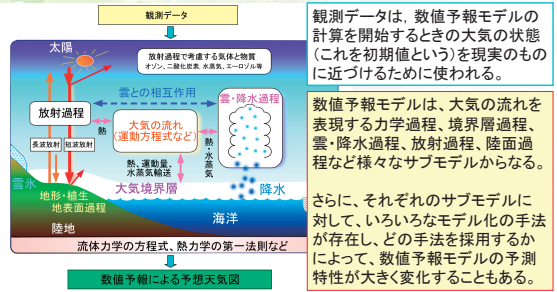 観測データ
太陽
放射過程で考慮する気体と物質
オゾン、二酸化炭素、水蒸気、エーロゾル等
雲との相互作用
雲・降水過程
放射過程
熱
大気の流れ
(運動方程式など)
熱・水蒸気
長波放射
短波放射
熱、運動量、
水蒸気輸送
雪氷
大気境界層
降水
地形・植生
地表面過程
海洋
陸地
流体力学の方程式、熱力学の第一法則など
数値予報による予想天気図
観測データは，数値予報モデルの
計算を開始するときの大気の状態
（これを初期値という）を現実のもの
に近づけるために使われる。
数値予報モデルは、大気の流れを
表現する力学過程、境界層過程、
雲・降水過程、放射過程、陸面過
程など様々なサブモデルからなる。
さらに、それぞれのサブモデルに
対して、いろいろなモデル化の手法
が存在し、どの手法を採用するか
によって、数値予報モデルの予測
特性が大きく変化することもある。